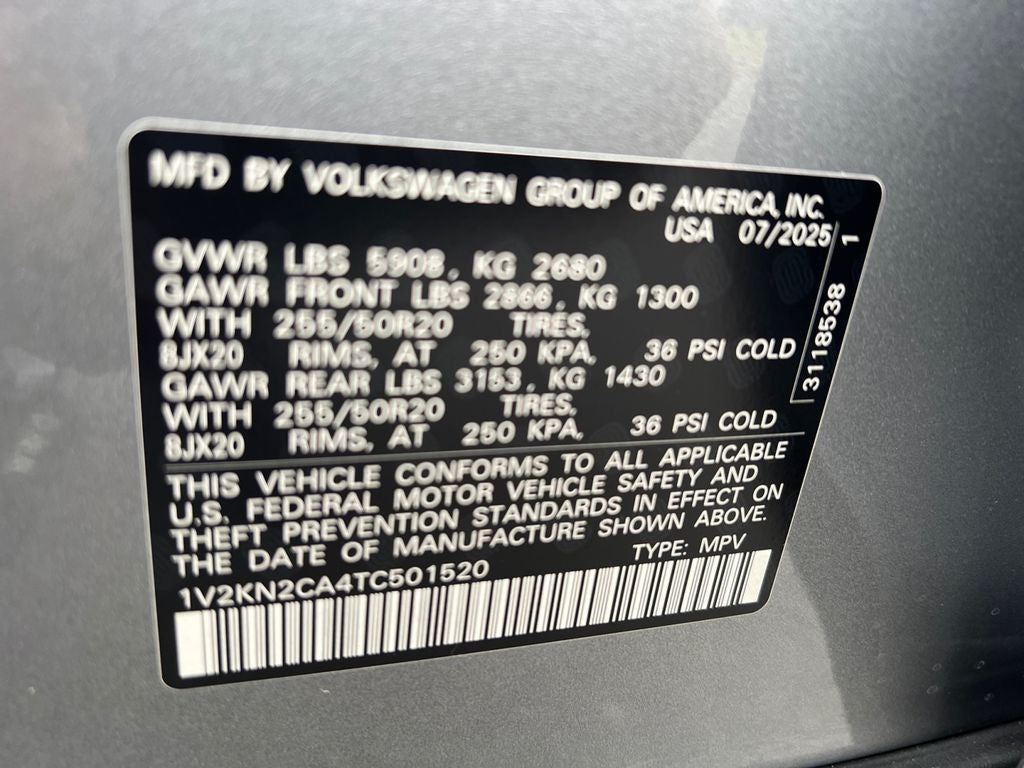 MFD BY VOLKSWAGEN GROUP OF AMERICA, INC.
USA 07/2025
GVWR LBS 5908, KG 2680
GAWR FRONT LBS 2866, KG 1300
WITH 255/50R20 TIRES,
8JX20 RIMS, AT 250 KPA, 36 PSI COLD
GAWR REAR LBS 3153, KG 1430
WITH 255/50R20 TIRES,
8JX20 RIMS, AT 250 KPA, 36 PSI COLD
THIS VEHICLE CONFORMS TO ALL APPLICABLE
U.S. FEDERAL MOTOR VEHICLE SAFETY AND
THEFT PREVENTION STANDARDS IN EFFECT ON
THE DATE OF MANUFACTURE SHOWN ABOVE.
1V2KN2CA4TC501520 TYPE: MPV
3118538 1